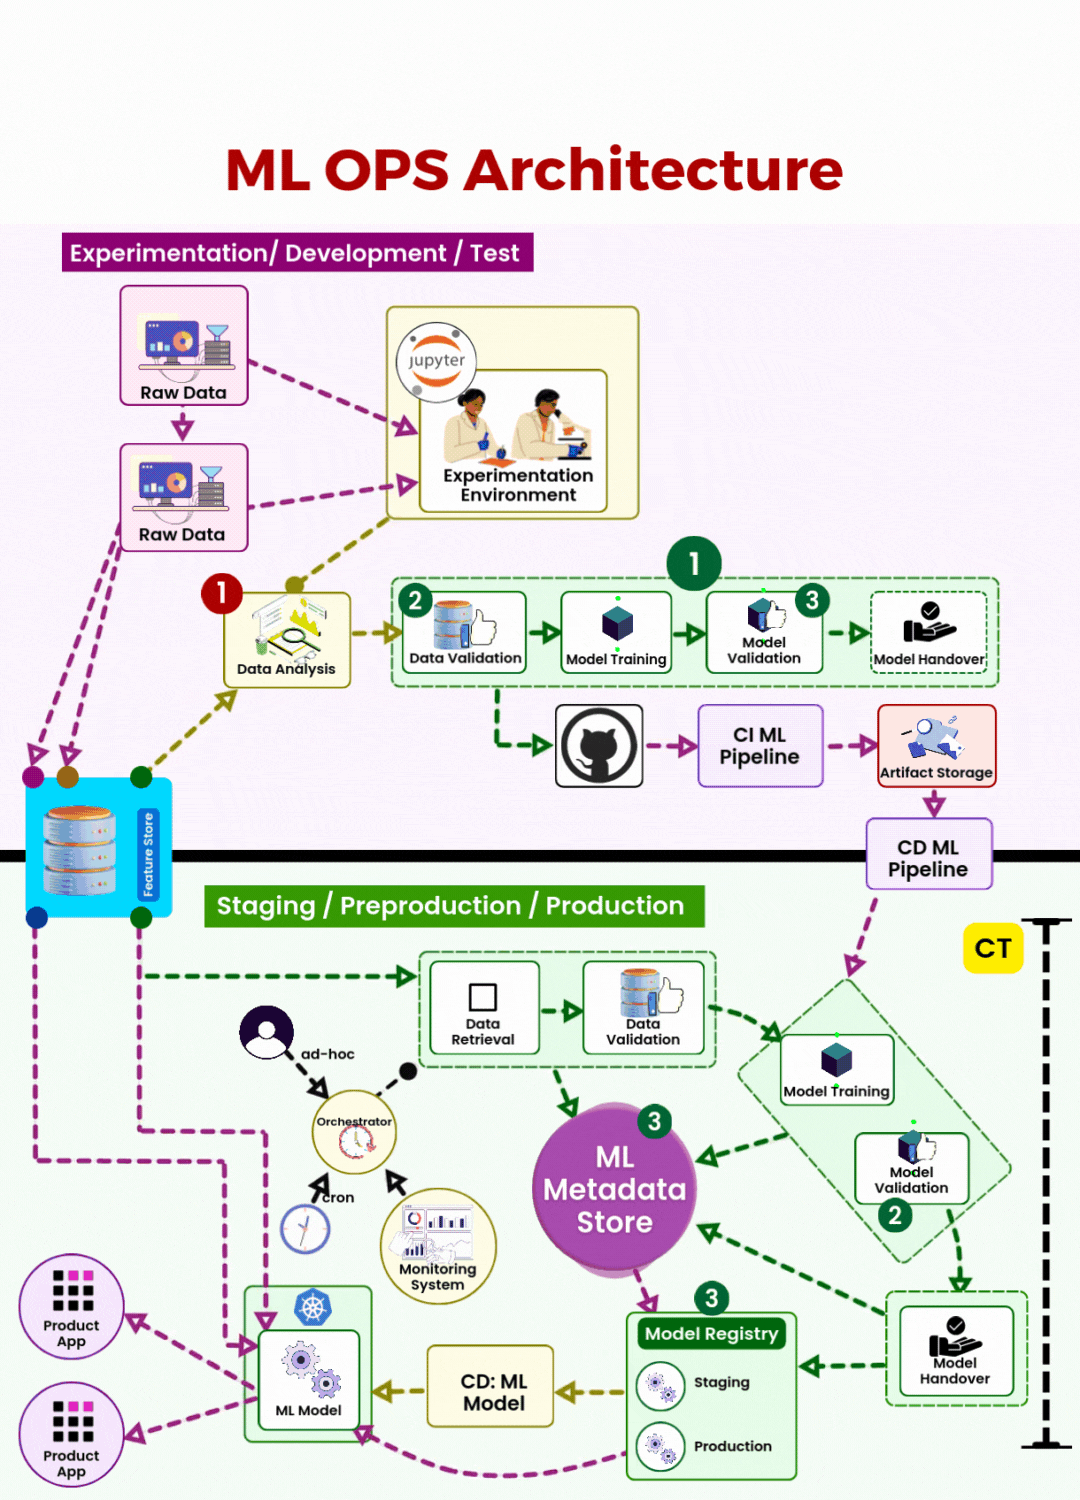 ML OPS Architecture
Experimentation/ Development / Test
Raw Data
jupyter
Experimentation
Environment
Raw Data
1
Data Analysis
1
2
Data Validation
Model Training
3
Model
Validation
Model Handover
CI ML
Pipeline
Artifact Storage
Feature Store
CD ML
Pipeline
Staging / Preproduction / Production
CT
Data
Retrieval
Data
Validation
Model Training
ad-hoc
Orchestrator
cron
Monitoring
System
3
ML
Metadata
Store
Model
Validation
2
Product
App
Product
App
ML Model
CD: ML
Model
3
Model Registry
Staging
Production
Model
Handover